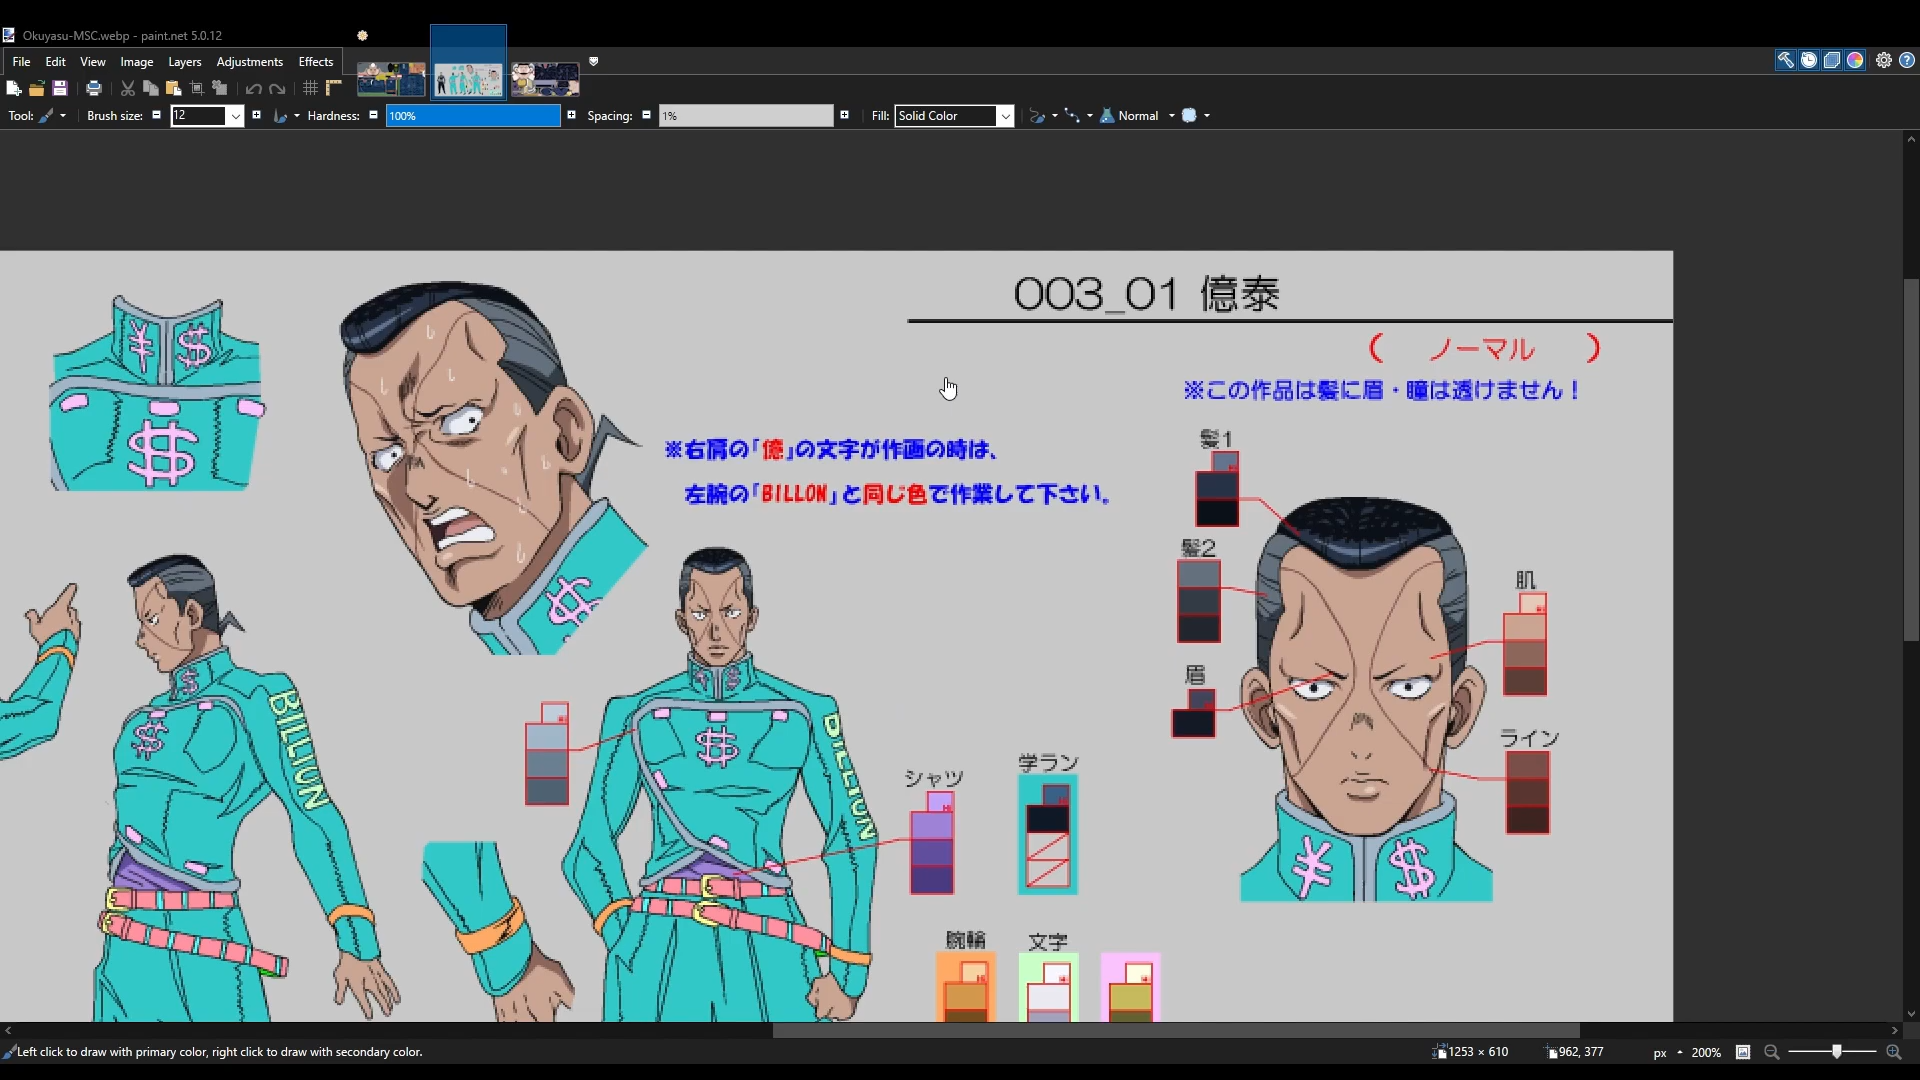 Okuyasu-MSC.webp - paint.net 5.0.12
File Edit View Image Layers Adjustments Effects
Tool: Brush size: 12 Hardness: 100% Spacing: 1% Fill: Solid Color Normal
003_01 億泰
( ノーマル )
※この作品は髪に眉・瞳は透けません!
¥ $
$
※右肩の「億」の文字が作画の時は、
左腕の「BILLON」と同じ色で作業して下さい。
髪1
髪2
肌
眉
ライン
$
$
$
BILLION
$
BILLION
シャツ
学ラン
¥ $
腕輪
文字
Left click to draw with primary color, right click to draw with secondary color.
1253 × 610
962, 377
px
200%